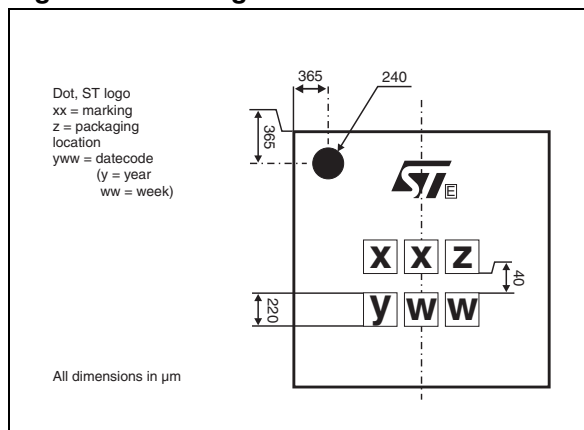 365
240
Dot, ST logo
xx = marking
z = packaging
location
yww = datecode
(y = year
ww = week)
365
ST
E
x x z
40
y w w
220
All dimensions in µm